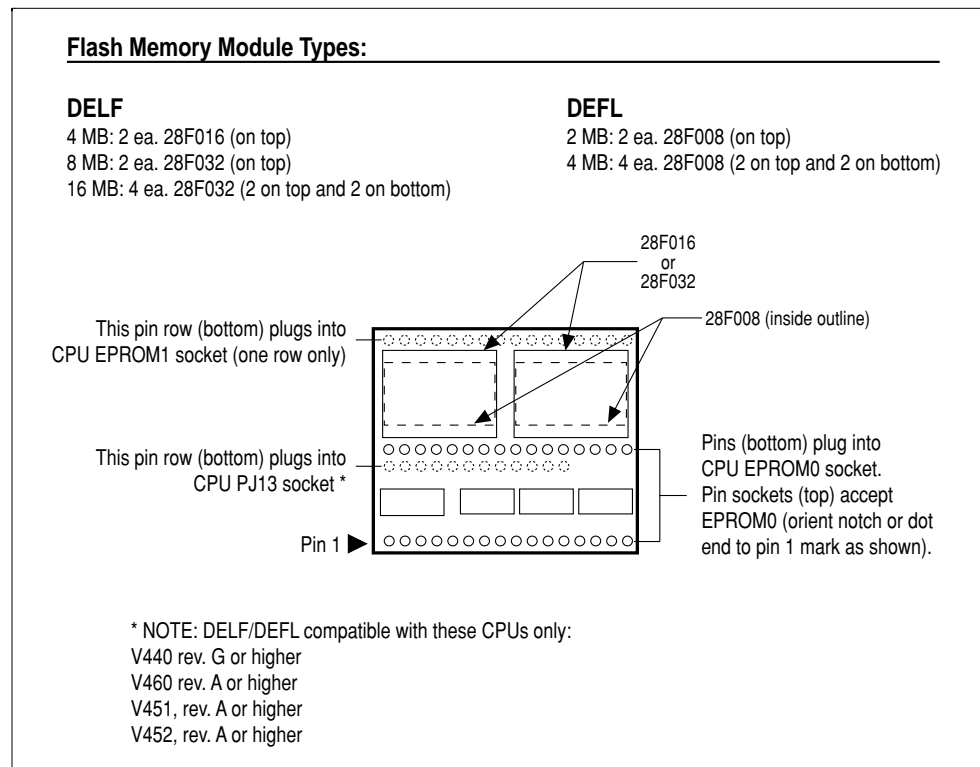 Flash Memory Module Types:
DELF
4 MB: 2 ea. 28F016 (on top)
8 MB: 2 ea. 28F032 (on top)
16 MB: 4 ea. 28F032 (2 on top and 2 on bottom)
DEFL
2 MB: 2 ea. 28F008 (on top)
4 MB: 4 ea. 28F008 (2 on top and 2 on bottom)
28F016
or
28F032
28F008 (inside outline)
This pin row (bottom) plugs into
CPU EPROM1 socket (one row only)
This pin row (bottom) plugs into
CPU PJ13 socket *
Pins (bottom) plug into
CPU EPROM0 socket.
Pin sockets (top) accept
EPROM0 (orient notch or dot
end to pin 1 mark as shown).
Pin 1
* NOTE: DELF/DEFL compatible with these CPUs only:
V440 rev. G or higher
V460 rev. A or higher
V451, rev. A or higher
V452, rev. A or higher